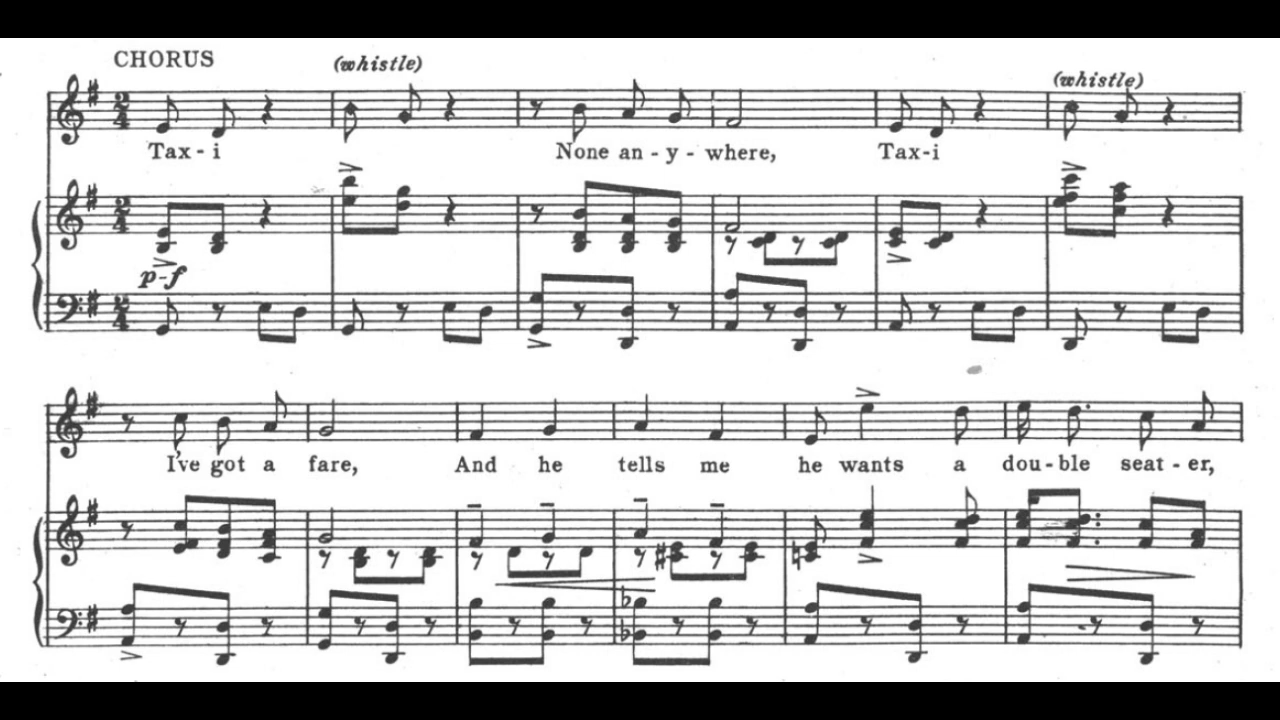 CHORUS
(whistle)
(whistle)
Tax - i None an - y - where, Tax - i
p-f
I've got a fare, And he tells me he wants a dou - ble seat - er,